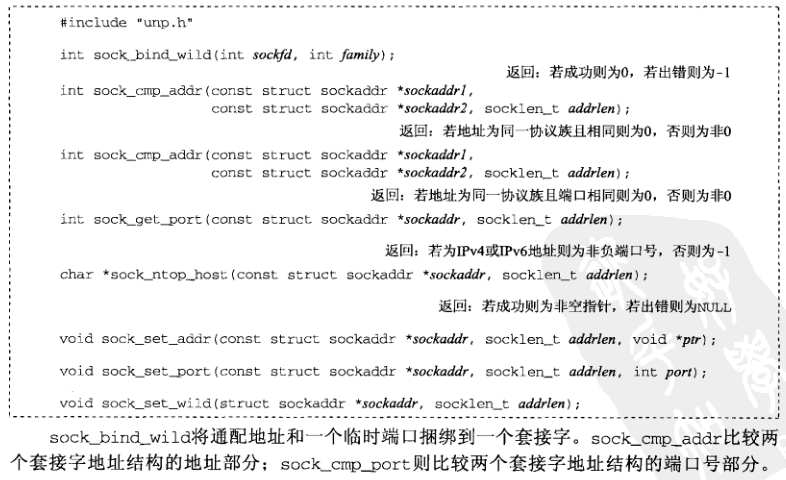 #include "unp.h"
int sock_bind_wild(int sockfd, int family);
返回：若成功则为0，若出错则为-1
int sock_cmp_addr(const struct sockaddr *sockaddr1,
const struct sockaddr *sockaddr2, socklen_t addrlen);
返回：若地址为同一协议族且相同则为0，否则为非0
int sock_cmp_addr(const struct sockaddr *sockaddr1,
const struct sockaddr *sockaddr2, socklen_t addrlen);
返回：若地址为同一协议族且端口相同则为0，否则为非0
int sock_get_port(const struct sockaddr *sockaddr, socklen_t addrlen);
返回：若为IPv4或IPv6地址则为非负端口号，否则为-1
char *sock_ntop_host(const struct sockaddr *sockaddr, socklen_t addrlen);
返回：若成功则为非空指针，若出错则为NULL
void sock_set_addr(const struct sockaddr *sockaddr, socklen_t addrlen, void *ptr);
void sock_set_port(const struct sockaddr *sockaddr, socklen_t addrlen, int port);
void sock_set_wild(struct sockaddr *sockaddr, socklen_t addrlen);
sock_bind_wild将通配地址和一个临时端口捆绑到一个套接字。sock_cmp_addr比较两
个套接字地址结构的地址部分；sock_cmp_port则比较两个套接字地址结构的端口号部分。